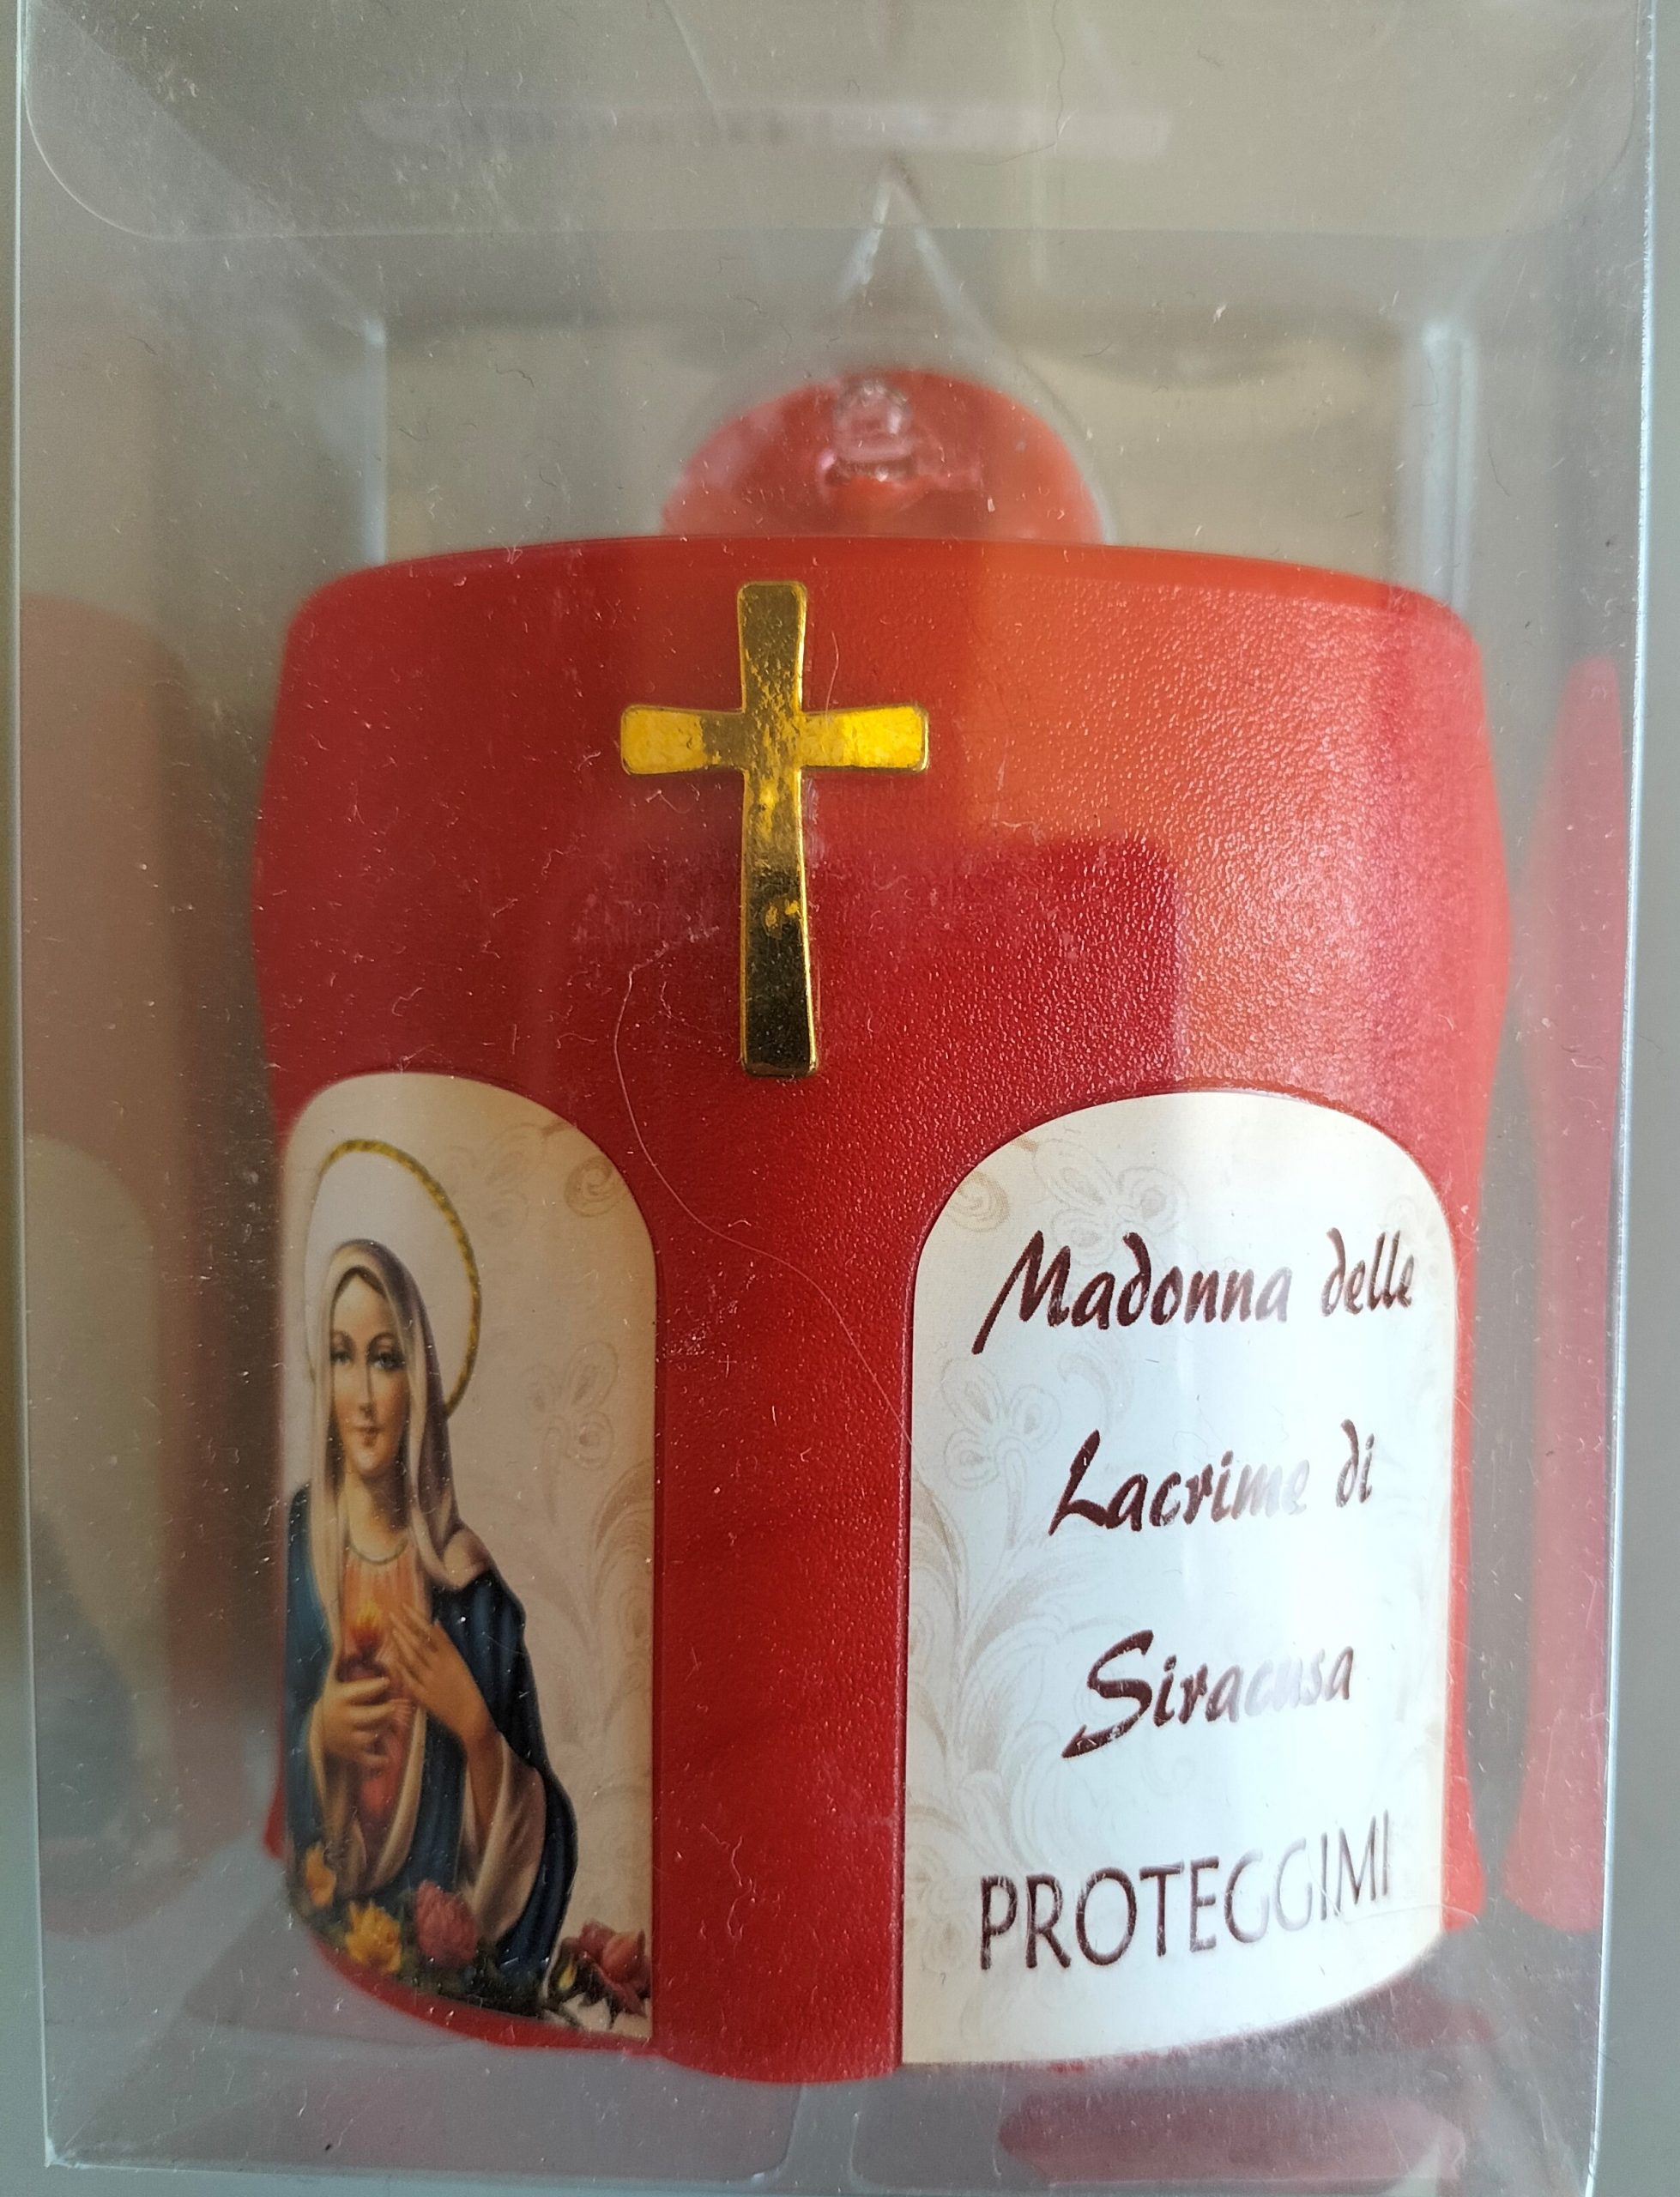 Madonna delle
Lacrime di
Siracusa
PROTEGGIMI